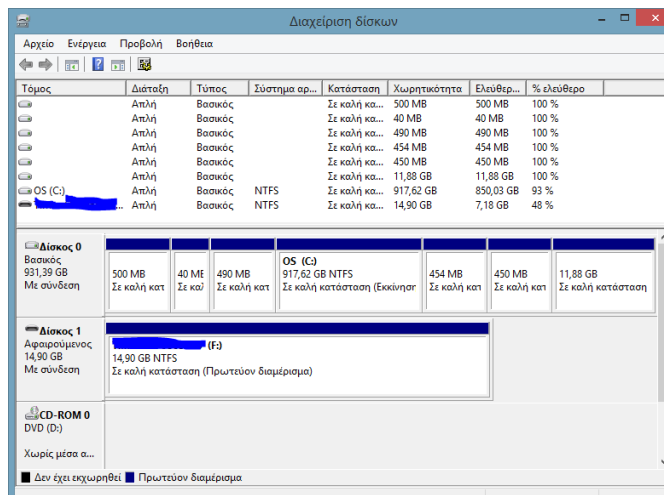 Διαχείριση δίσκων
Αρχείο Ενέργεια Προβολή Βοήθεια
Τόμος Διάταξη Τύπος Σύστημα αρ... Κατάσταση Χωρητικότητα Ελεύθερ... % ελεύθερο
Απλή Βασικός Σε καλή κα... 500 MB 500 MB 100 %
Απλή Βασικός Σε καλή κα... 40 MB 40 MB 100 %
Απλή Βασικός Σε καλή κα... 490 MB 490 MB 100 %
Απλή Βασικός Σε καλή κα... 454 MB 454 MB 100 %
Απλή Βασικός Σε καλή κα... 450 MB 450 MB 100 %
Απλή Βασικός Σε καλή κα... 11,88 GB 11,88 GB 100 %
OS (C:) Απλή Βασικός NTFS Σε καλή κα... 917,62 GB 850,03 GB 93 %
... Απλή Βασικός NTFS Σε καλή κα... 14,90 GB 7,18 GB 48 %
Δίσκος 0
Βασικός
931,39 GB
Με σύνδεση
500 MB
Σε καλή κατ
40 ME
Σε καλ
490 MB
Σε καλή κατ
OS (C:)
917,62 GB NTFS
Σε καλή κατάσταση (Εκκίνησr
454 MB
Σε καλή κατ
450 MB
Σε καλή κατ
11,88 GB
Σε καλή κατάσταση
Δίσκος 1
Αφαιρούμενος
14,90 GB
Με σύνδεση
(F:)
14,90 GB NTFS
Σε καλή κατάσταση (Πρωτεύον διαμέρισμα)
CD-ROM 0
DVD (D:)
Χωρίς μέσα α...
Δεν έχει εκχωρηθεί Πρωτεύον διαμέρισμα